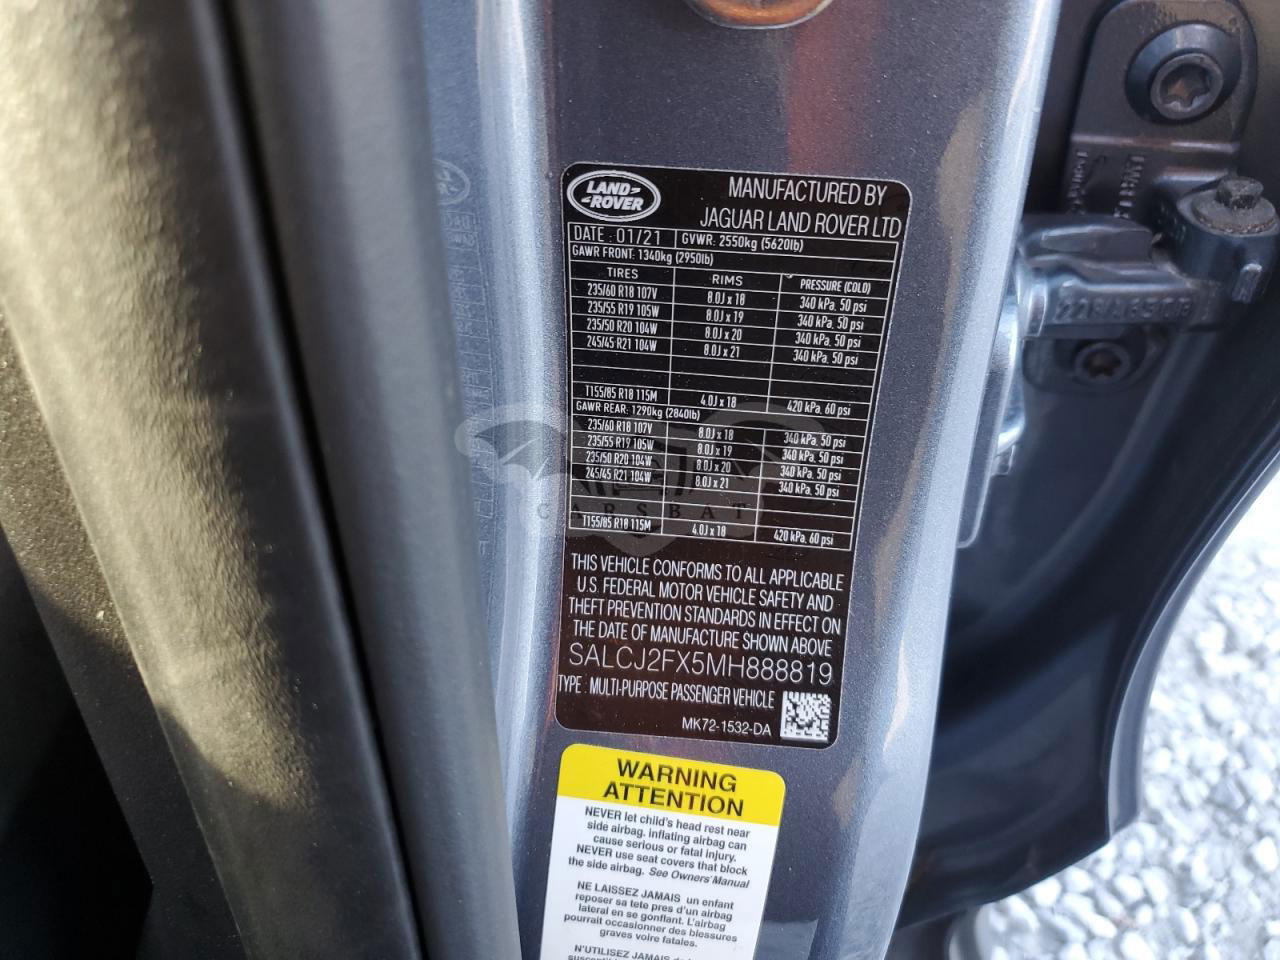 LAND ROVER
MANUFACTURED BY
JAGUAR LAND ROVER LTD
DATE : 01/21 GVWR: 2550kg (5620lb)
GAWR FRONT: 1340kg (2950lb)
TIRES RIMS PRESSURE (COLD)
235/60 R18 107V 8.0J x 18 340 kPa, 50 psi
235/55 R19 105W 8.0J x 19 340 kPa, 50 psi
235/50 R20 104W 8.0J x 20 340 kPa, 50 psi
245/45 R21 104W 8.0J x 21 340 kPa, 50 psi
T155/85 R18 115M 4.0J x 18 420 kPa, 60 psi
GAWR REAR: 1290kg (2840lb)
235/60 R18 107V 8.0J x 18 340 kPa, 50 psi
235/55 R19 105W 8.0J x 19 340 kPa, 50 psi
235/50 R20 104W 8.0J x 20 340 kPa, 50 psi
245/45 R21 104W 8.0J x 21 340 kPa, 50 psi
CARSBAT
T155/85 R18 115M 4.0J x 18 420 kPa, 60 psi
THIS VEHICLE CONFORMS TO ALL APPLICABLE
U.S. FEDERAL MOTOR VEHICLE SAFETY AND
THEFT PREVENTION STANDARDS IN EFFECT ON
THE DATE OF MANUFACTURE SHOWN ABOVE
SALCJ2FX5MH888819
TYPE : MULTI-PURPOSE PASSENGER VEHICLE
MK72-1532-DA
WARNING
ATTENTION
NEVER let child's head rest near
side airbag. inflating airbag can
cause serious or fatal injury.
NEVER use seat covers that block
the side airbag. See Owners' Manual
NE LAISSEZ JAMAIS un enfant
reposer sa tete pres d'un airbag
lateral en se gonflant. L'airbag
pourrait occasionner des blessures
graves voire fatales.
N'UTILISEZ JAMAIS